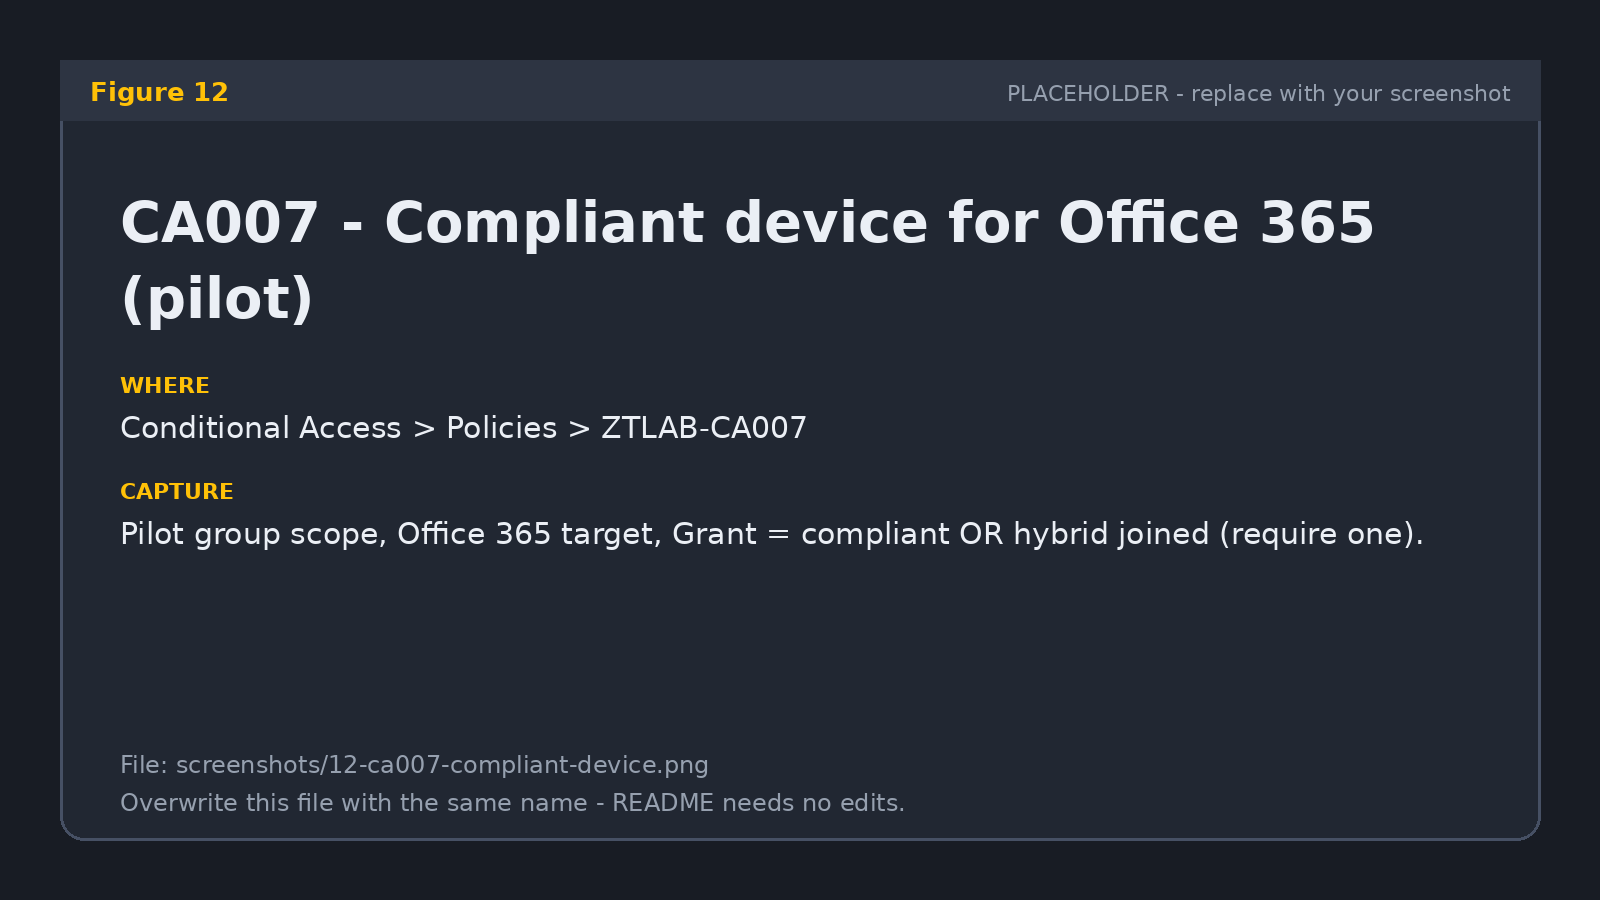 Figure 12
PLACEHOLDER - replace with your screenshot
CA007 - Compliant device for Office 365
(pilot)
WHERE
Conditional Access > Policies > ZTLAB-CA007
CAPTURE
Pilot group scope, Office 365 target, Grant = compliant OR hybrid joined (require one).
File: screenshots/12-ca007-compliant-device.png
Overwrite this file with the same name - README needs no edits.